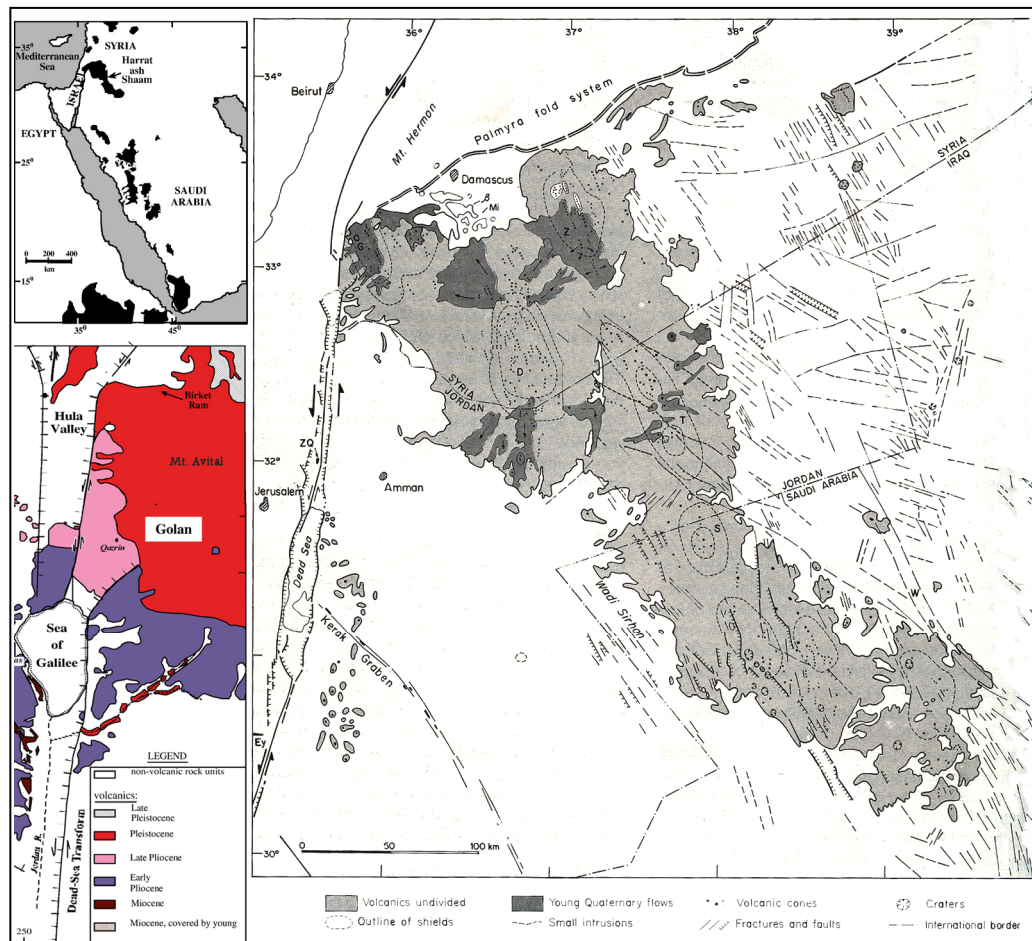 35°
SYRIA
Mediterranean
Sea
Harrat
ash
Shaam
ISRAEL
EGYPT
25°
SAUDI
ARABIA
0 200 400
km
15°
35°
45°
Hula
Valley
Birket
Ram
Mt. Avital
Golan
Qazrin
Sea
of
Galilee
as
Jordan R.
Dead-Sea Transform
250
LEGEND
non-volcanic rock units
volcanics:
Late
Pleistocene
Pleistocene
Late Pliocene
Early
Pliocene
Miocene
Miocene, covered by young
36°
37°
38°
39°
34°
33°
32°
30°
Beirut
Mt. Hermon
Palmyra fold system
Damascus
β
Mi
G
Z
D
S
W
SYRIA
IRAQ
SYRIA
JORDAN
JORDAN
SAUDI ARABIA
ZQ
Jerusalem
Amman
Dead Sea
Kerak
Graben
Wadi Sirhan
Ey
0 50 100 km
Volcanics undivided
Young Quaternary flows
Volcanic cones
Craters
Outline of shields
Small intrusions
Fractures and faults
International border